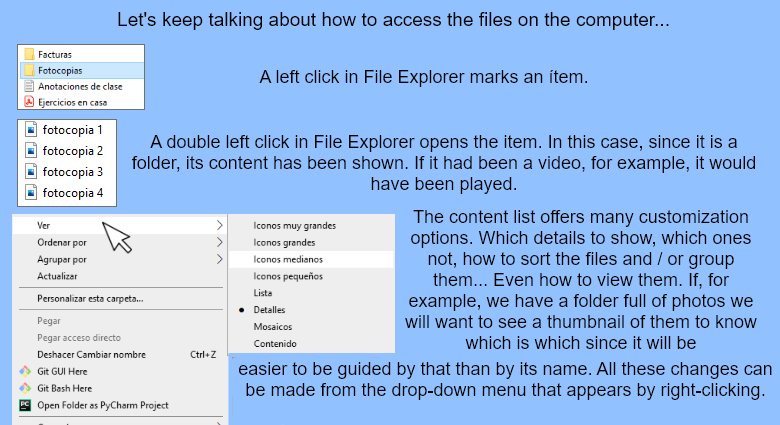 Let's keep talking about how to access the files on the computer...
Facturas
Fotocopias
Anotaciones de clase
Ejercicios en casa
A left click in File Explorer marks an ítem.
fotocopia 1
fotocopia 2
fotocopia 3
fotocopia 4
A double left click in File Explorer opens the item. In this case, since it is a
folder, its content has been shown. If it had been a video, for example, it would
have been played.
Ver
Ordenar por
Agrupar por
Actualizar
Personalizar esta carpeta...
Pegar
Pegar acceso directo
Deshacer Cambiar nombre Ctrl+Z
Git GUI Here
Git Bash Here
Open Folder as PyCharm Project
Iconos muy grandes
Iconos grandes
Iconos medianos
Iconos pequeños
Lista
Detalles
Mosaicos
Contenido
The content list offers many customization
options. Which details to show, which ones
not, how to sort the files and / or group
them... Even how to view them. If, for
example, we have a folder full of photos we
will want to see a thumbnail of them to know
which is which since it will be
easier to be guided by that than by its name. All these changes can
be made from the drop-down menu that appears by right-clicking.